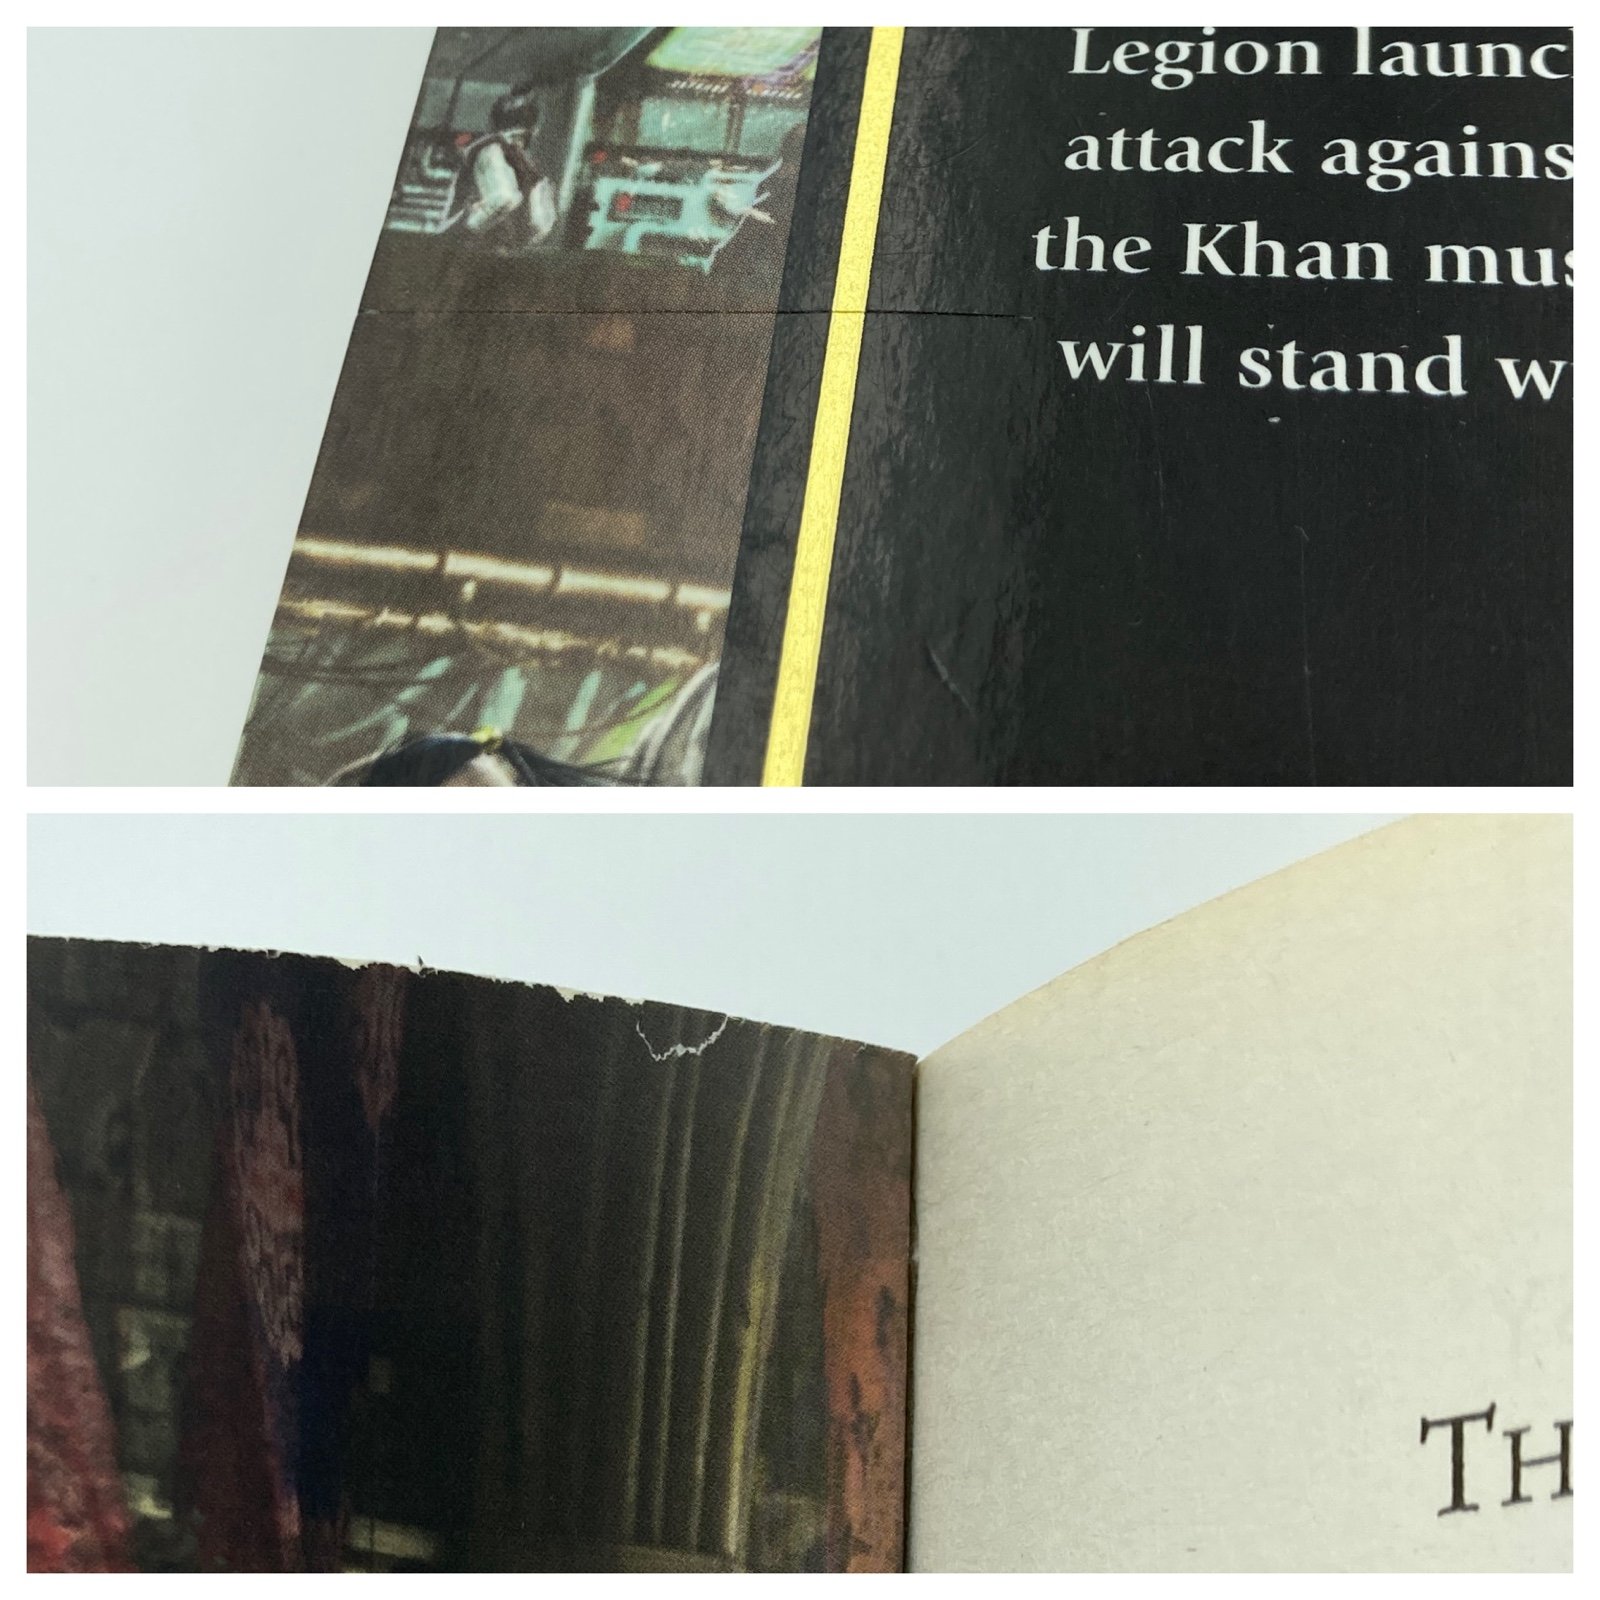 Legion launc
attack agains
the Khan mus
will stand w
TH